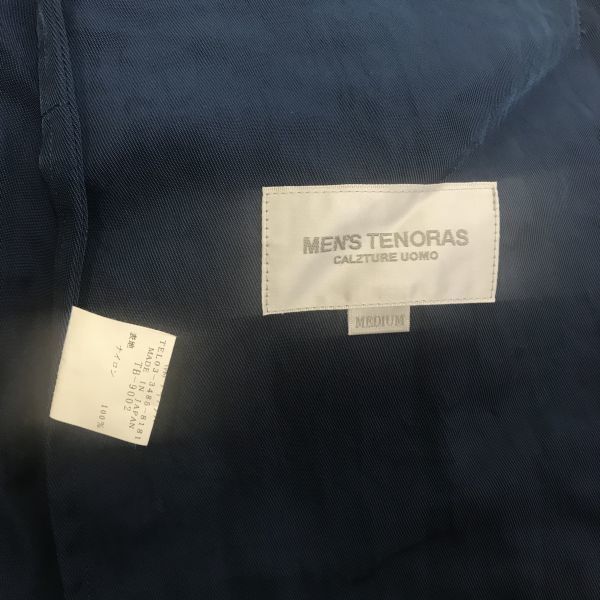 MEN'S TENORAS
CALZTURE UOMO
MEDIUM
TEL03-3486-8181
MADE IN JAPAN
TB-9002
表地
ナイロン 100%